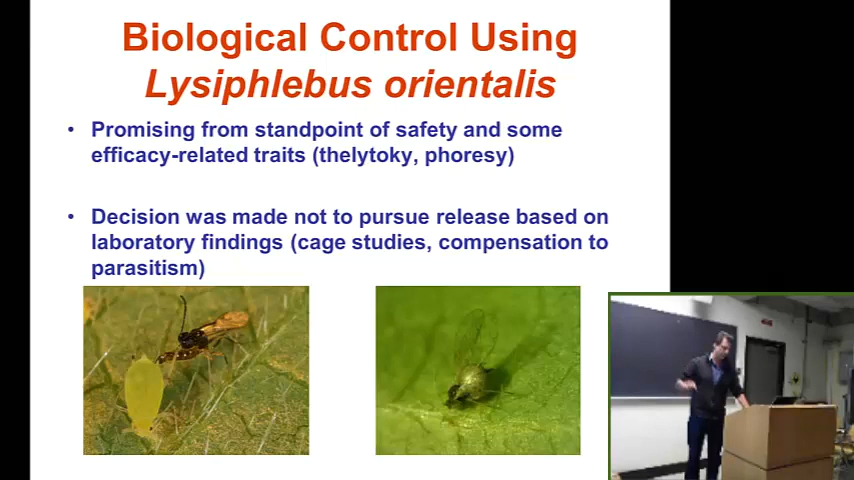 Biological Control Using
Lysiphlebus orientalis
• Promising from standpoint of safety and some
efficacy-related traits (thelytoky, phoresy)
• Decision was made not to pursue release based on
laboratory findings (cage studies, compensation to
parasitism)